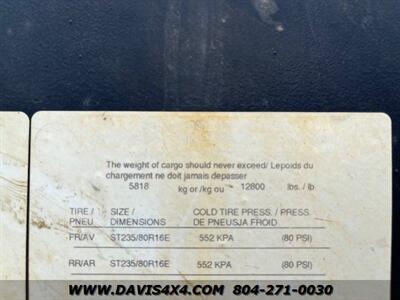 The weight of cargo should never exceed/ Lepoids du
chargement ne doit jamais depasser
5818 kg or /kg ou 12800 lbs. / lb
TIRE / SIZE / COLD TIRE PRESS. / PRESS.
PNEU DIMENSIONS DE PNEUSJA FROID
FR/AV ST235/80R16E 552 KPA (80 PSI)
RR/AR ST235/80R16E 552 KPA (80 PSI)
WWW.DAVIS4X4.COM 804-271-0030